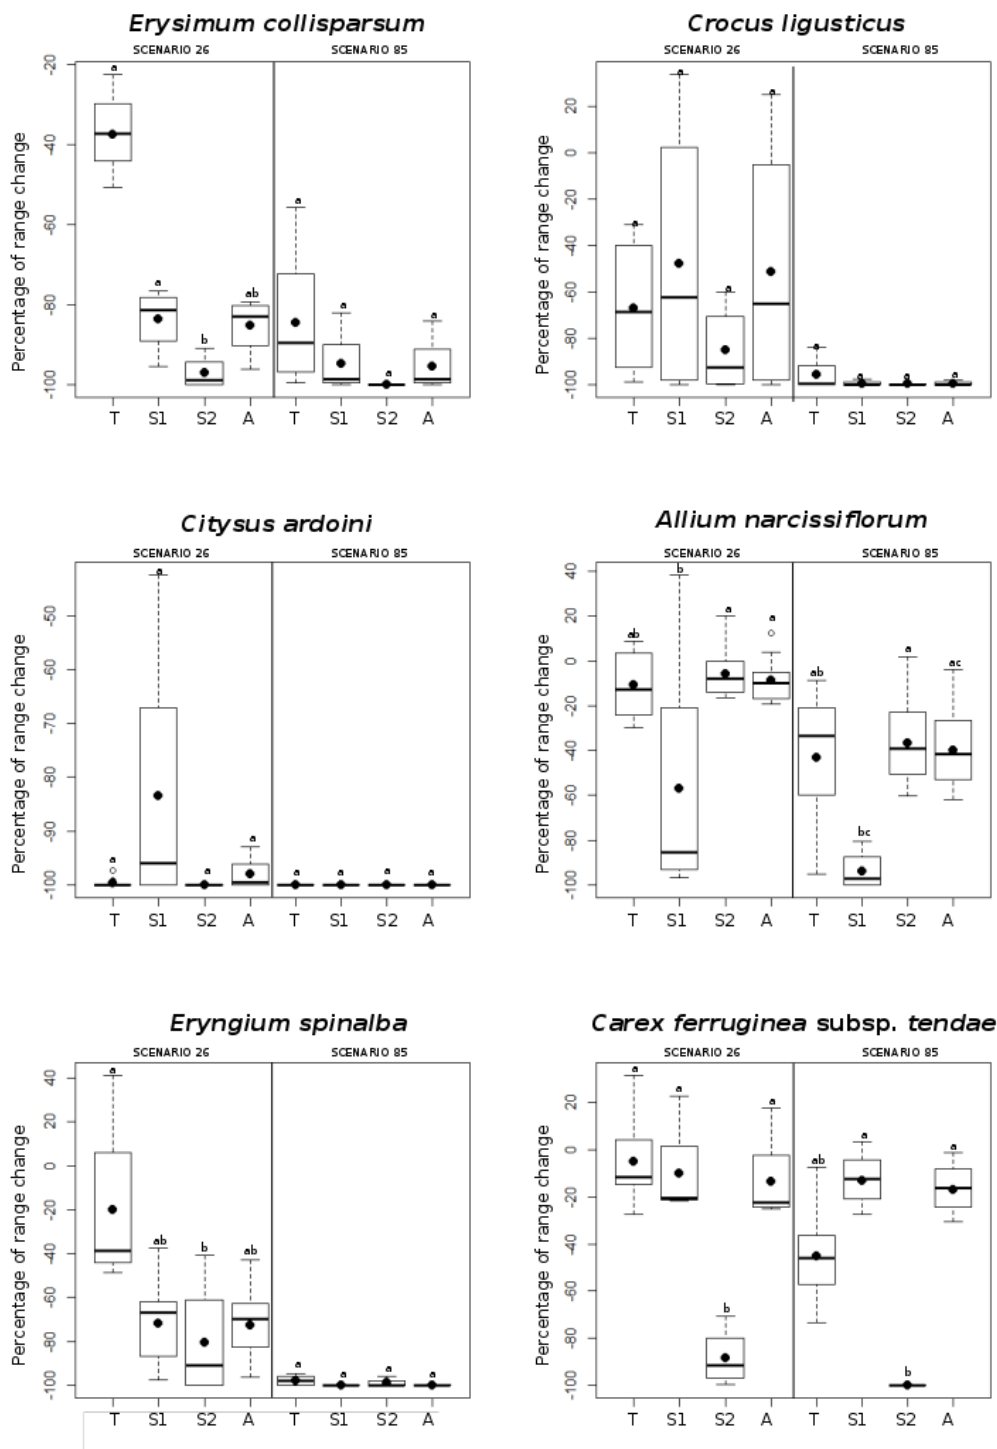 Erysimum collisparsum
SCENARIO 26
SCENARIO 85
Percentage of range change
-20
-40
-60
-80
-100
a
a
b
ab
a
a
a
a
T S1 S2 A T S1 S2 A
Crocus ligusticus
SCENARIO 26
SCENARIO 85
Percentage of range change
20
0
-20
-40
-60
-80
-100
a
a
a
a
a
a
a
a
T S1 S2 A T S1 S2 A
Citysus ardoini
SCENARIO 26
SCENARIO 85
Percentage of range change
-50
-60
-70
-80
-90
-100
a
a
a
a
a
a
a
a
T S1 S2 A T S1 S2 A
Allium narcissiflorum
SCENARIO 26
SCENARIO 85
Percentage of range change
40
20
0
-20
-40
-60
-80
-100
ab
b
a
a
ab
bc
a
ac
T S1 S2 A T S1 S2 A
Eryngium spinalba
SCENARIO 26
SCENARIO 85
Percentage of range change
40
20
0
-20
-40
-60
-80
-100
a
ab
b
ab
a
a
a
a
T S1 S2 A T S1 S2 A
Carex ferruginea subsp. tendae
SCENARIO 26
SCENARIO 85
Percentage of range change
20
0
-20
-40
-60
-80
-100
a
a
b
a
ab
a
b
a
T S1 S2 A T S1 S2 A